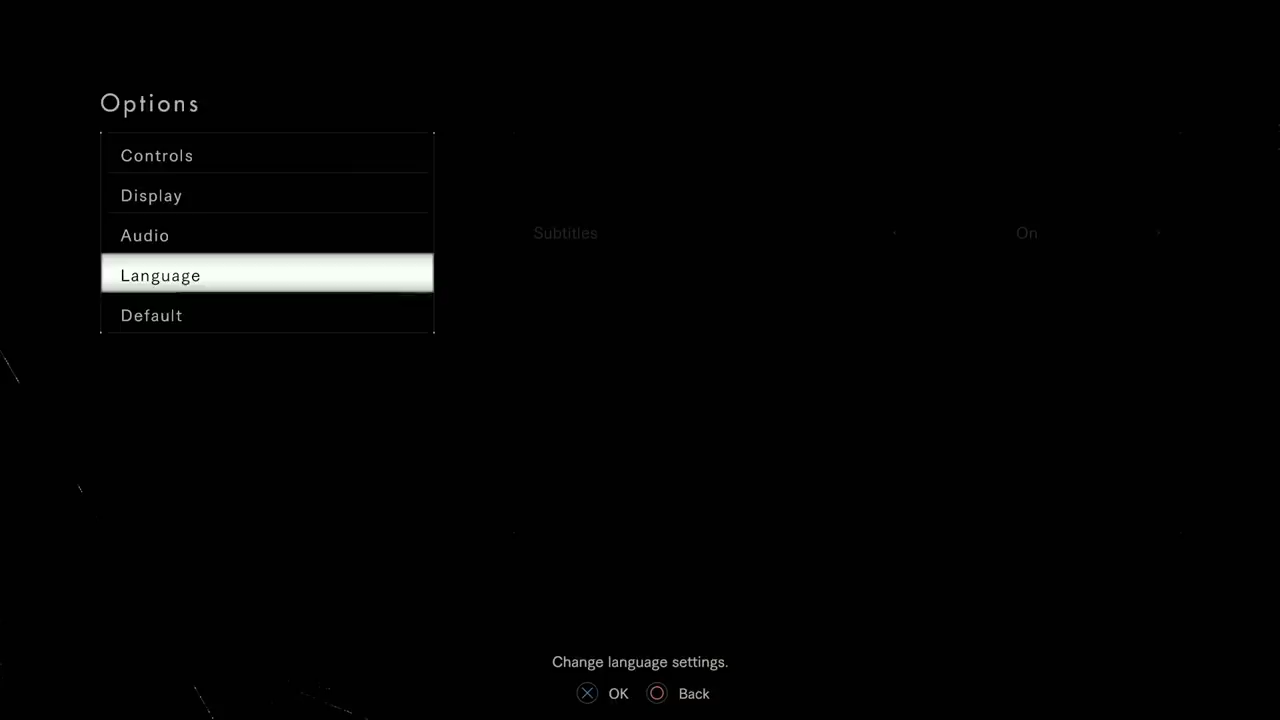 Options
Controls
Display
Audio
Subtitles On
Language
Default
Change language settings.
OK Back